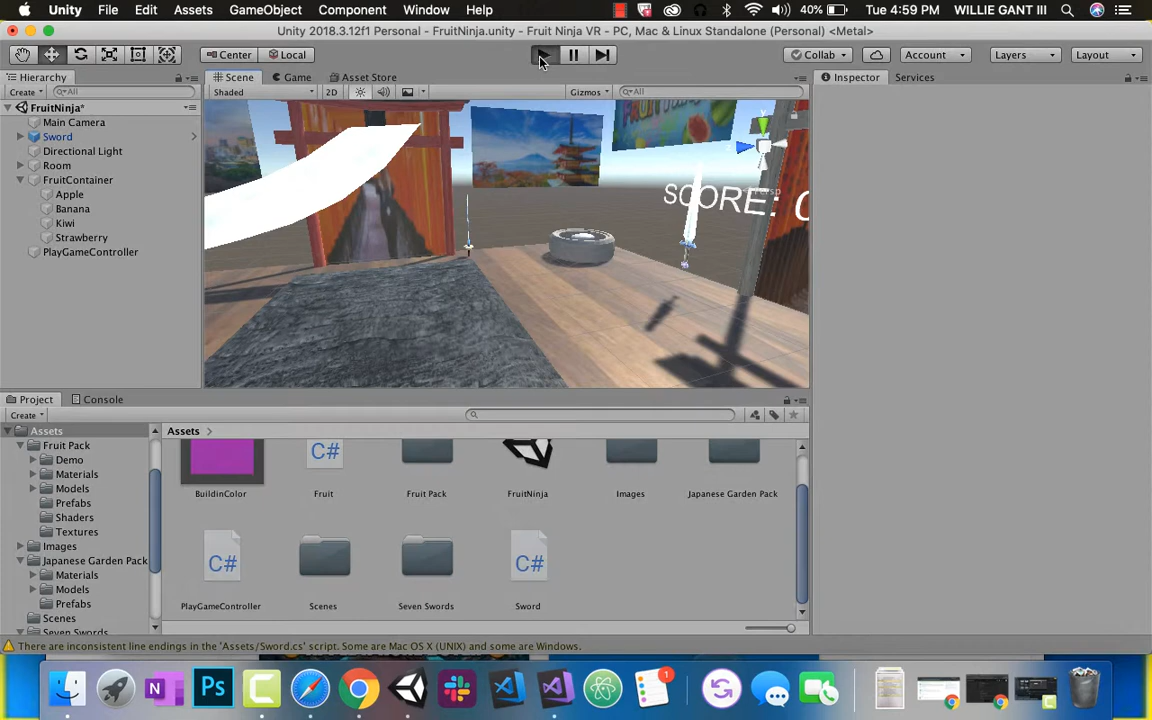 Unity File Edit Assets GameObject Component Window Help 40% Tue 4:59 PM WILLIE GANT III
Unity 2018.3.12f1 Personal - FruitNinja.unity - Fruit Ninja VR - PC, Mac & Linux Standalone (Personal) <Metal>
Center Local Collab Account Layers Layout
Hierarchy Scene Game Asset Store Inspector Services
Create All Shaded 2D Gizmos All
FruitNinja*
Main Camera
Sword
Directional Light
Room
FruitContainer
Apple
Banana
Kiwi
Strawberry
PlayGameController
y
Persp
SCORE: 0
Project Console
Create
Assets Assets
Fruit Pack
Demo
Materials
Models
Prefabs
Shaders
Textures
Images
Japanese Garden Pack
Materials
Models
Prefabs
Scenes
Seven Swords
C#
BuildinColor Fruit Fruit Pack FruitNinja Images Japanese Garden Pack
C# C#
PlayGameController Scenes Seven Swords Sword
There are inconsistent line endings in the 'Assets/Sword.cs' script. Some are Mac OS X (UNIX) and some are Windows.
N Ps C 1